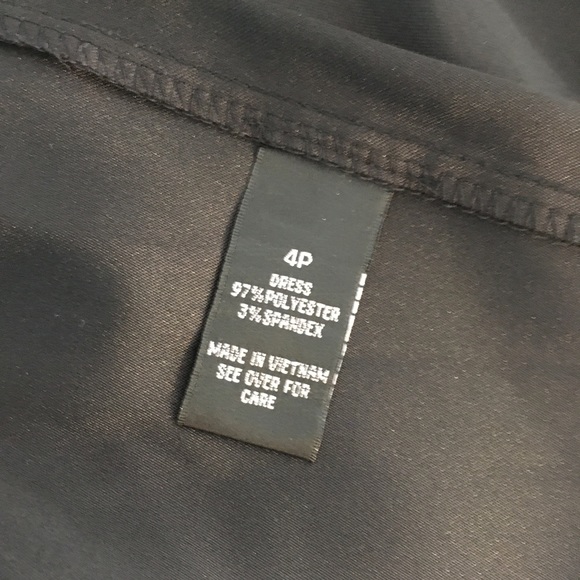 4P
DRESS
97%POLYESTER
3%SPANDEX
MADE IN VIETNAM
SEE OVER FOR
CARE